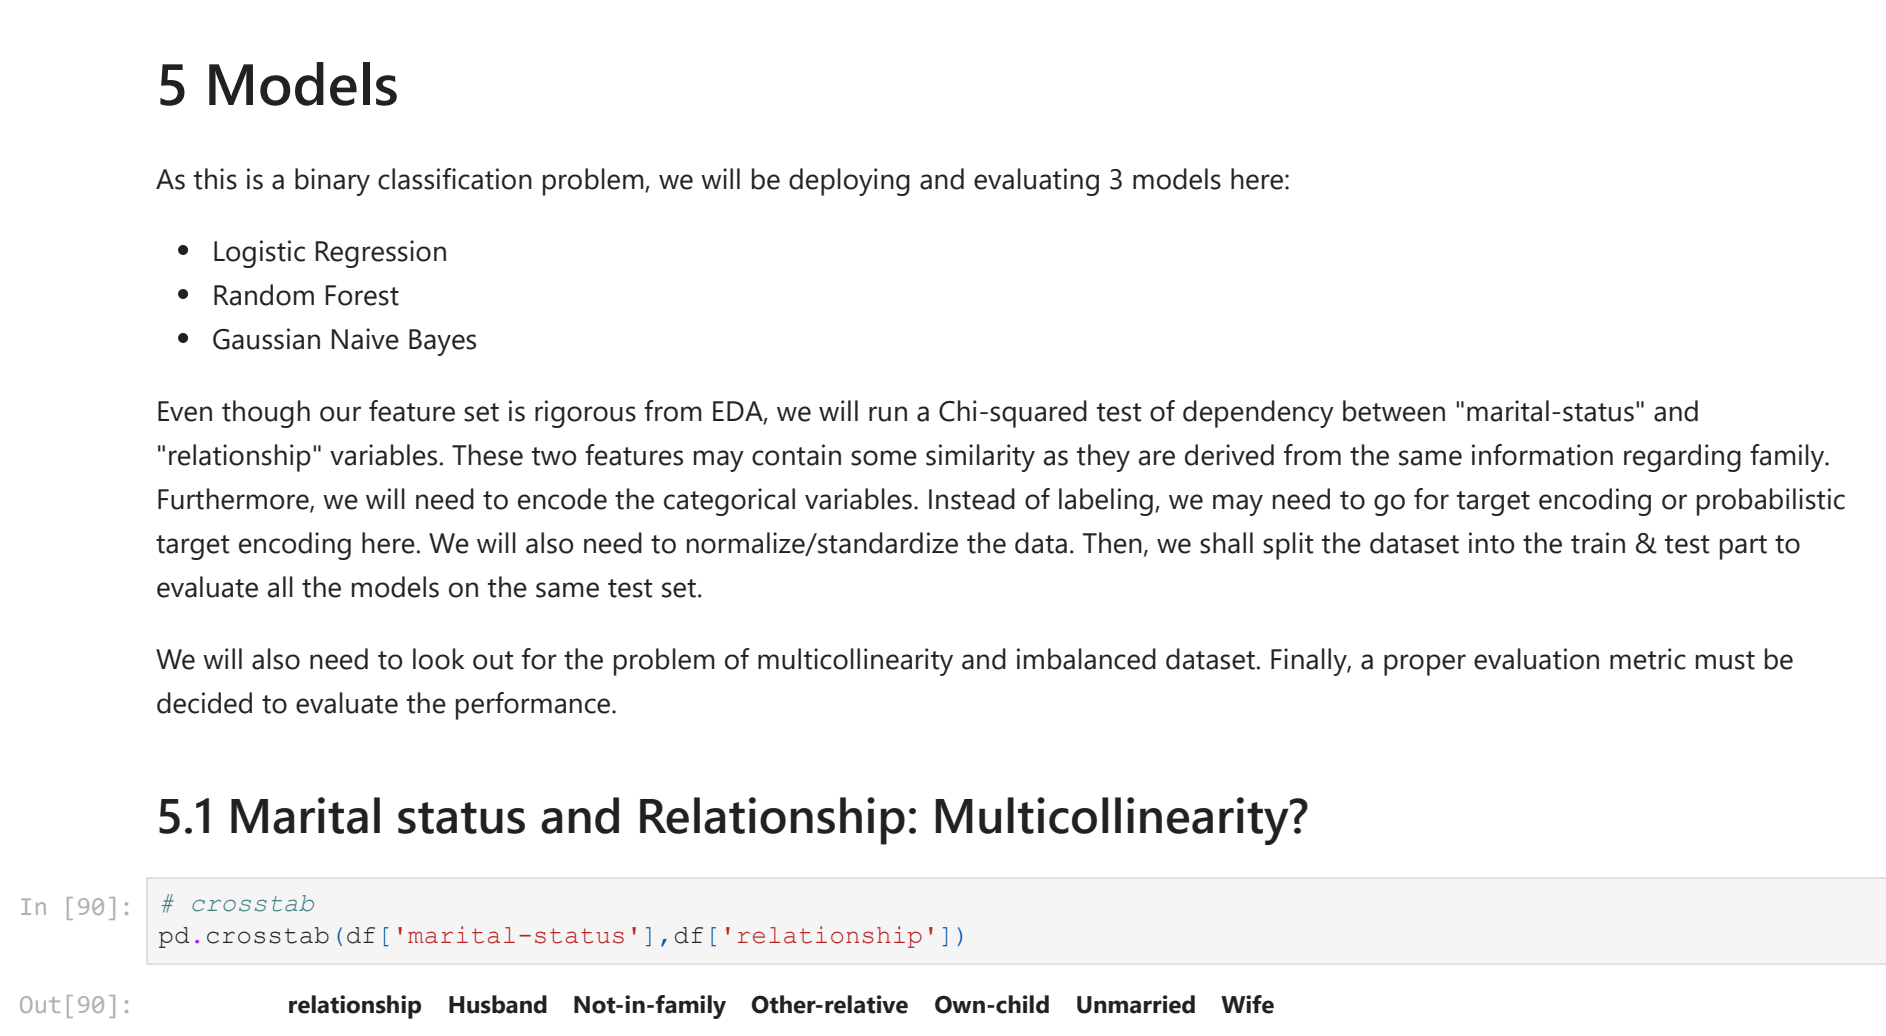 5 Models
As this is a binary classification problem, we will be deploying and evaluating 3 models here:
• Logistic Regression
• Random Forest
• Gaussian Naive Bayes
Even though our feature set is rigorous from EDA, we will run a Chi-squared test of dependency between "marital-status" and
"relationship" variables. These two features may contain some similarity as they are derived from the same information regarding family.
Furthermore, we will need to encode the categorical variables. Instead of labeling, we may need to go for target encoding or probabilistic
target encoding here. We will also need to normalize/standardize the data. Then, we shall split the dataset into the train & test part to
evaluate all the models on the same test set.
We will also need to look out for the problem of multicollinearity and imbalanced dataset. Finally, a proper evaluation metric must be
decided to evaluate the performance.
5.1 Marital status and Relationship: Multicollinearity?
In [90]: # crosstab
pd.crosstab(df['marital-status'],df['relationship'])
Out[90]: relationship Husband Not-in-family Other-relative Own-child Unmarried Wife